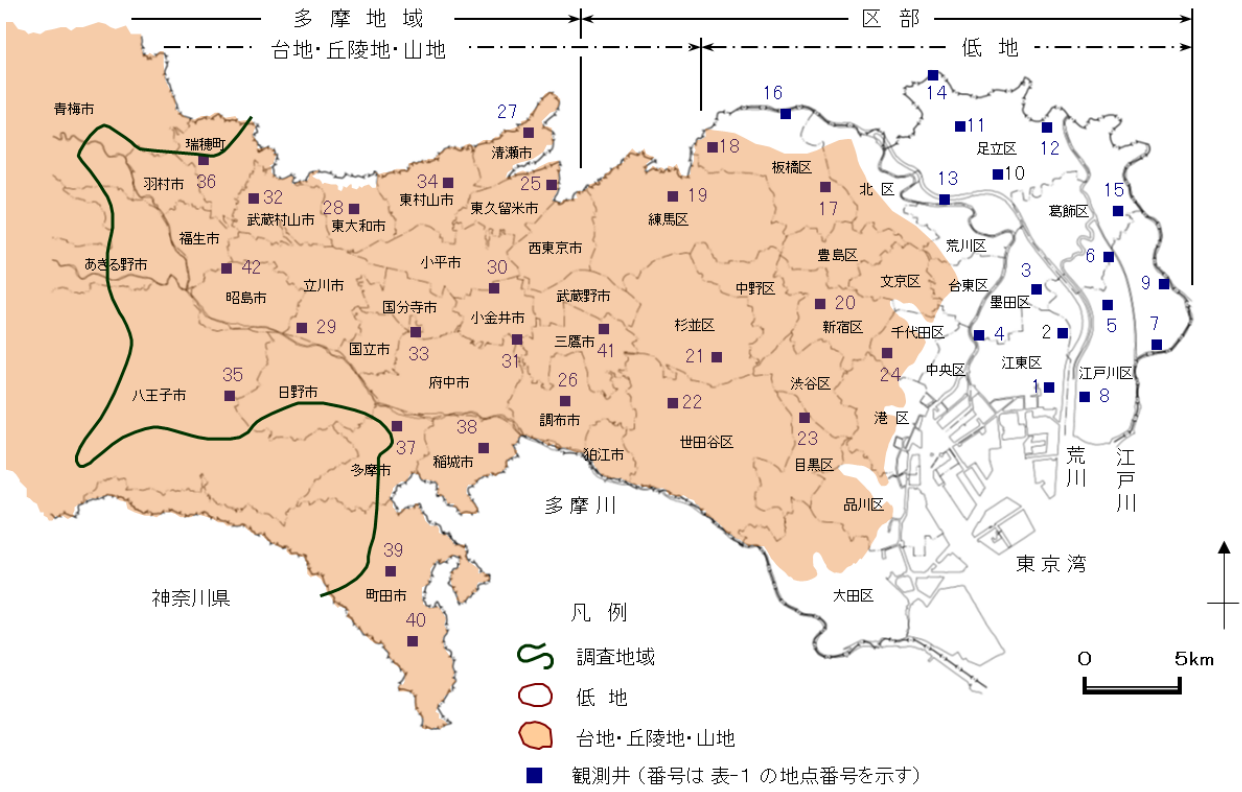 多摩地域
区部
台地・丘陵地・山地
低地
青梅市
瑞穂町
羽村市
36
32
武蔵村山市
28
東大和市
34
東村山市
27
清瀬市
25
東久留米市
西東京市
福生市
あきる野市
42
昭島市
立川市
小平市
30
国分寺市
小金井市
武蔵野市
29
国立市
33
31
三鷹市
41
府中市
26
調布市
35
八王子市
日野市
37
多摩市
38
稲城市
狛江市
39
町田市
40
18
19
練馬区
板橋区
17
北区
豊島区
文京区
中野区
20
新宿区
杉並区
21
22
世田谷区
渋谷区
23
24
千代田区
港区
目黒区
品川区
大田区
16
14
11
足立区
12
10
13
15
葛飾区
荒川区
台東区
6
3
墨田区
9
5
4
2
7
中央区
江東区
1
江戸川区
8
荒川
江戸川
多摩川
東京湾
神奈川県
0 5km
凡例
調査地域
低地
台地・丘陵地・山地
観測井(番号は 表-1 の地点番号を示す)